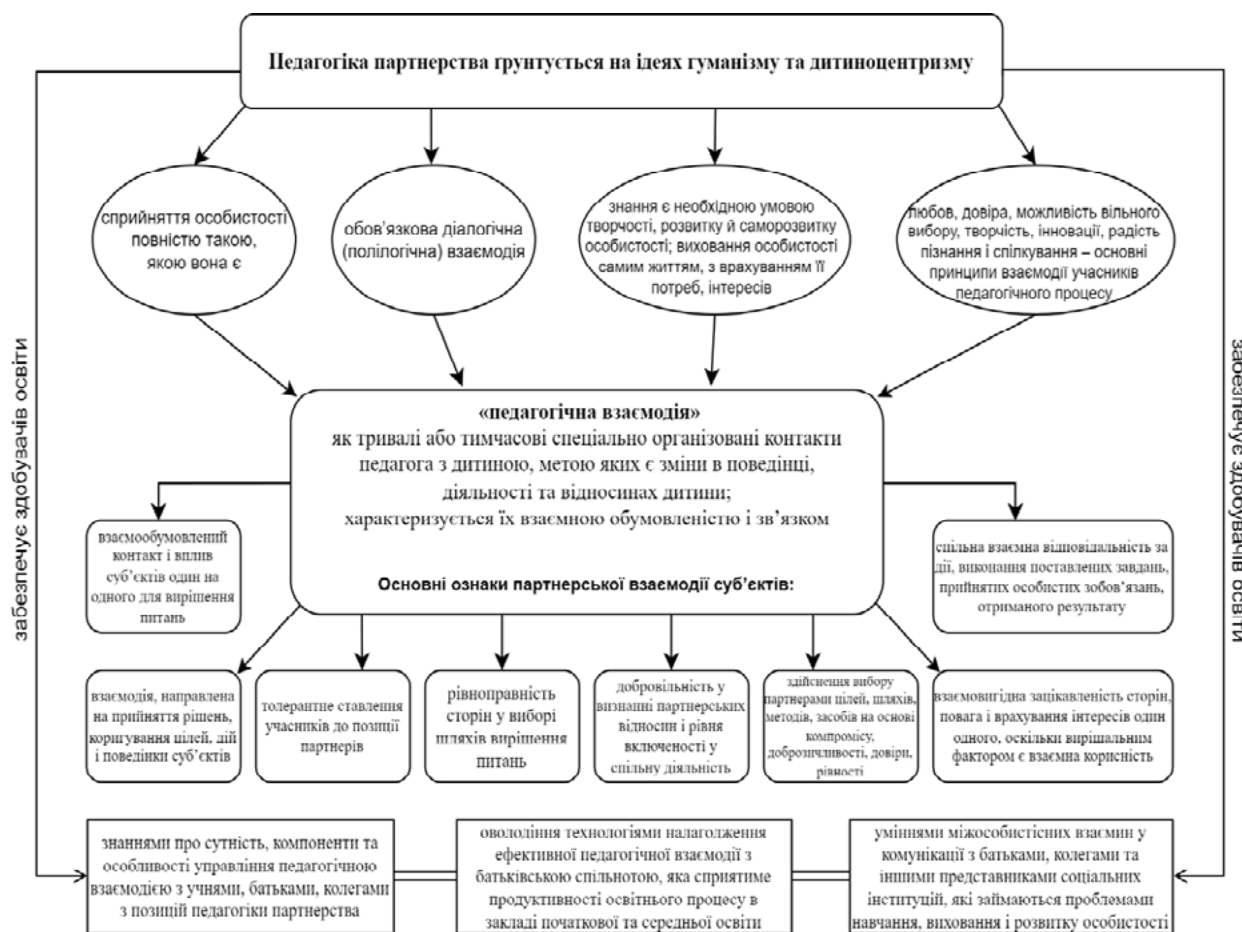 Педагогіка партнерства ґрунтується на ідеях гуманізму та дитиноцентризму
сприйняття особистості
повністю такою,
якою вона є
обов'язкова діалогічна
(полілогічна) взаємодія
знання є необхідною умовою
творчості, розвитку й саморозвитку
особистості; виховання особистості
самим життям, з врахуванням її
потреб, інтересів
любов, довіра, можливість вільного
вибору, творчість, інновації, радість
пізнання і спілкування – основні
принципи взаємодії учасників
педагогічного процесу
забезпечує здобувачів освіти
забезпечує здобувачів освіти
«педагогічна взаємодія»
як тривалі або тимчасові спеціально організовані контакти
педагога з дитиною, метою яких є зміни в поведінці,
діяльності та відносинах дитини;
характеризується їх взаємною обумовленістю і зв'язком
Основні ознаки партнерської взаємодії суб'єктів:
взаємообумовлений
контакт і вплив
суб'єктів один на
одного для вирішення
питань
спільна взаємна відповідальність за
дії, виконання поставлених завдань,
прийнятих особистих зобов'язань,
отриманого результату
взаємодія, направлена
на прийняття рішень,
коригування цілей, дій
і поведінки суб'єктів
толерантне ставлення
учасників до позиції
партнерів
рівноправність
сторін у виборі
шляхів вирішення
питань
добровільність у
визнанні партнерських
відносин і рівня
включеності у
спільну діяльність
здійснення вибору
партнерами цілей, шляхів,
методів, засобів на основі
компромісу,
доброзичливості, довіри,
рівності
взаємовигідна зацікавленість сторін,
повага і врахування інтересів один
одного, оскільки вирішальним
фактором є взаємна корисність
знаннями про сутність, компоненти та
особливості управління педагогічною
взаємодією з учнями, батьками, колегами
з позицій педагогіки партнерства
оволодіння технологіями налагодження
ефективної педагогічної взаємодії з
батьківською спільнотою, яка сприятиме
продуктивності освітнього процесу в
закладі початкової та середньої освіти
уміннями міжособистісних взаємин у
комунікації з батьками, колегами та
іншими представниками соціальних
інституцій, які займаються проблемами
навчання, виховання і розвитку особистості